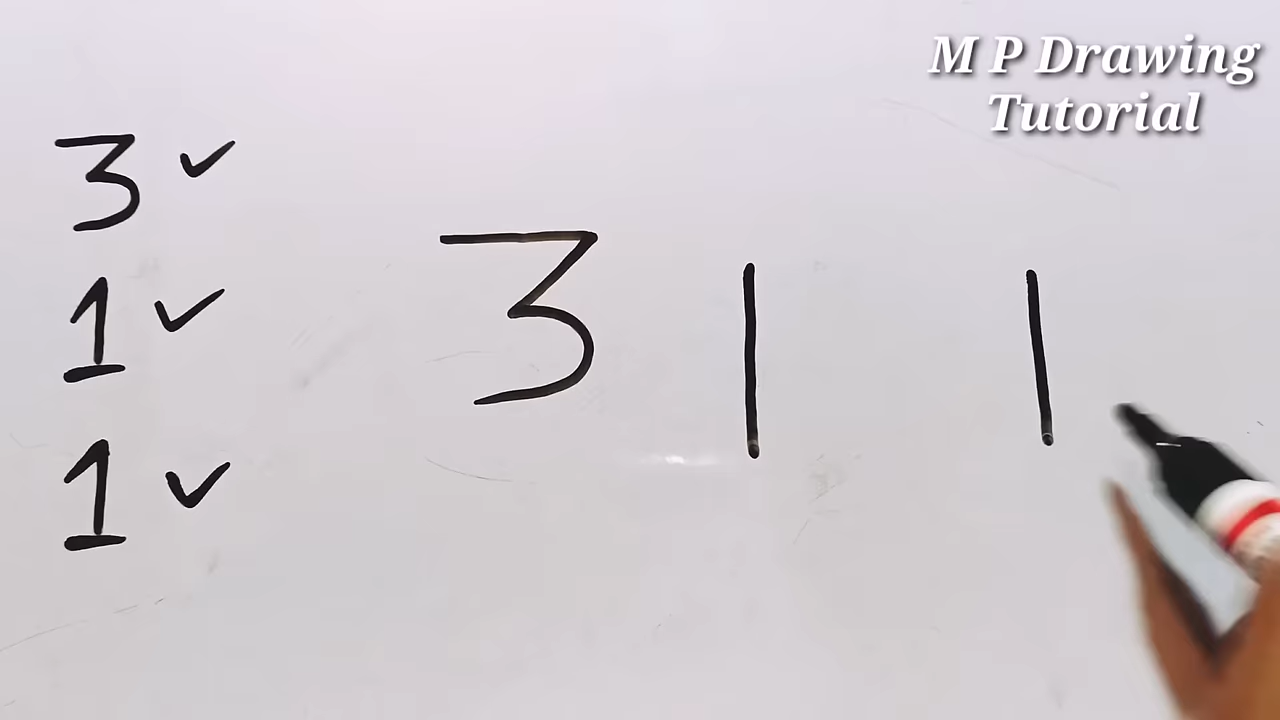 M P Drawing
Tutorial
3 ✓
1 ✓
1 ✓
3 1 1